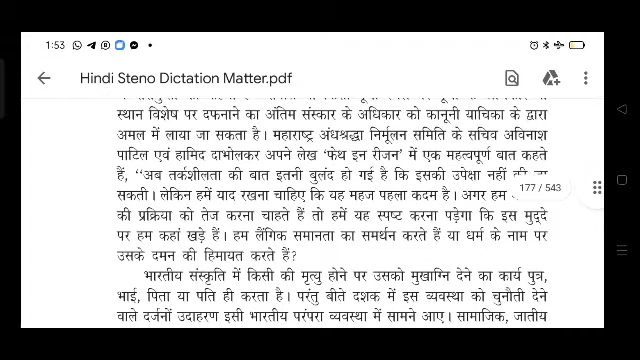 1:53
Hindi Steno Dictation Matter.pdf
स्थान विशेष पर दफनाने का अंतिम संस्कार के अधिकार को कानूनी याचिका के द्वारा
अमल में लाया जा सकता है। महाराष्ट्र अंधश्रद्धा निर्मूलन समिति के सचिव अविनाश
पाटिल एवं हामिद दाभोलकर अपने लेख 'फेथ इन रीजन' में एक महत्वपूर्ण बात कहते
हैं, "अब तर्कशीलता की बात इतनी बुलंद हो गई है कि इसकी उपेक्षा नहीं की जा
सकती। लेकिन हमें याद रखना चाहिए कि यह महज पहला कदम है। अगर हम
177 / 543
की प्रक्रिया को तेज करना चाहते हैं तो हमें यह स्पष्ट करना पड़ेगा कि इस मुद्दे
पर हम कहां खड़े हैं। हम लैंगिक समानता का समर्थन करते हैं या धर्म के नाम पर
उसके दमन की हिमायत करते हैं?
भारतीय संस्कृति में किसी की मृत्यु होने पर उसको मुखाग्नि देने का कार्य पुत्र,
भाई, पिता या पति ही करता है। परंतु बीते दशक में इस व्यवस्था को चुनौती देने
वाले दर्जनों उदाहरण इसी भारतीय परंपरा व्यवस्था में सामने आए। सामाजिक, जातीय